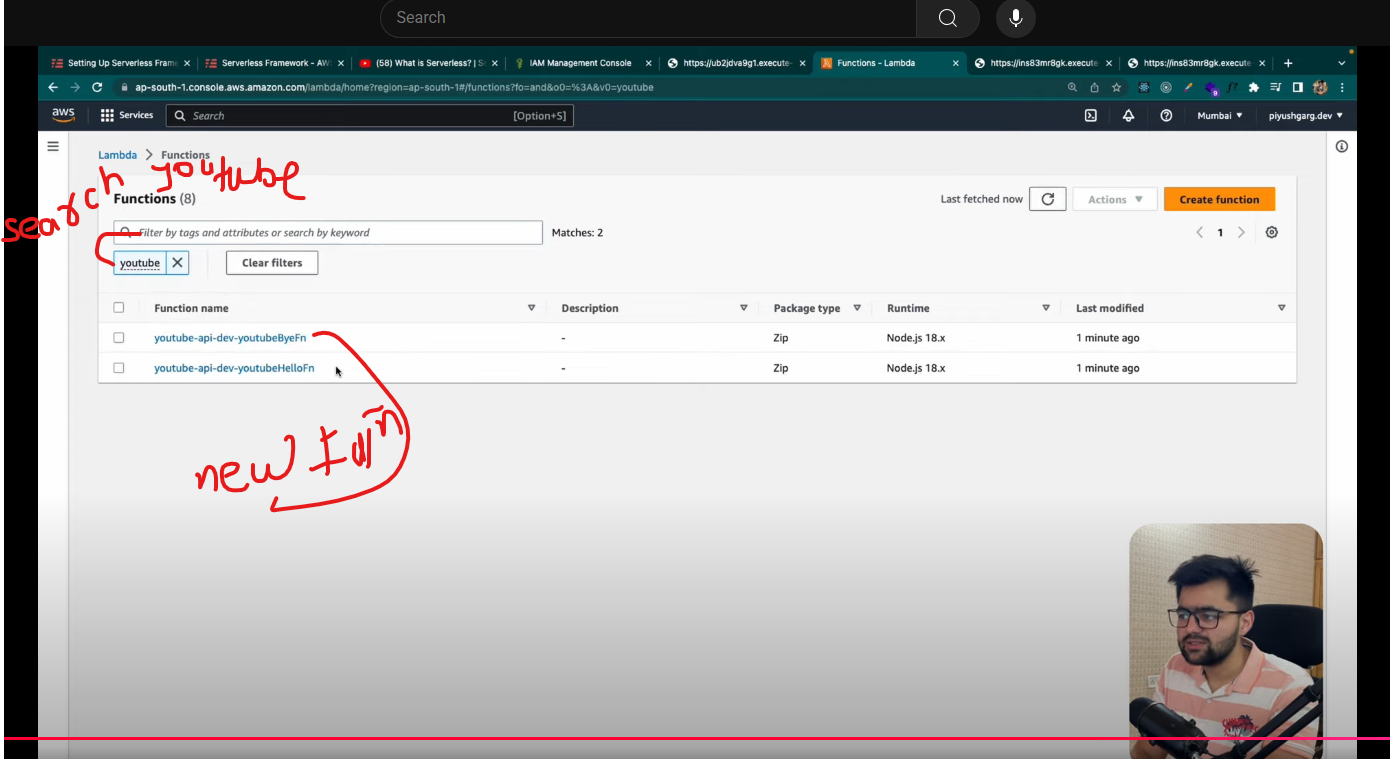 Search
Setting Up Serverless Fram
Serverless Framework - AW
(58) What is Serverless? | Se
IAM Management Console
https://ub2jdva9g1.execute-
Functions - Lambda
https://ins83mr8gk.execute
https://ins83mr8gk.execute
ap-south-1.console.aws.amazon.com/lambda/home?region=ap-south-1#/functions?fo=and&o0=%3A&v0=youtube
aws Services Search [Option+S] Mumbai piyushgarg.dev
Lambda > Functions
search youtube
Functions (8) Last fetched now Actions Create function
Filter by tags and attributes or search by keyword Matches: 2 1
youtube Clear filters
Function name Description Package type Runtime Last modified
youtube-api-dev-youtubeByeFn - Zip Node.js 18.x 1 minute ago
youtube-api-dev-youtubeHelloFn - Zip Node.js 18.x 1 minute ago
new